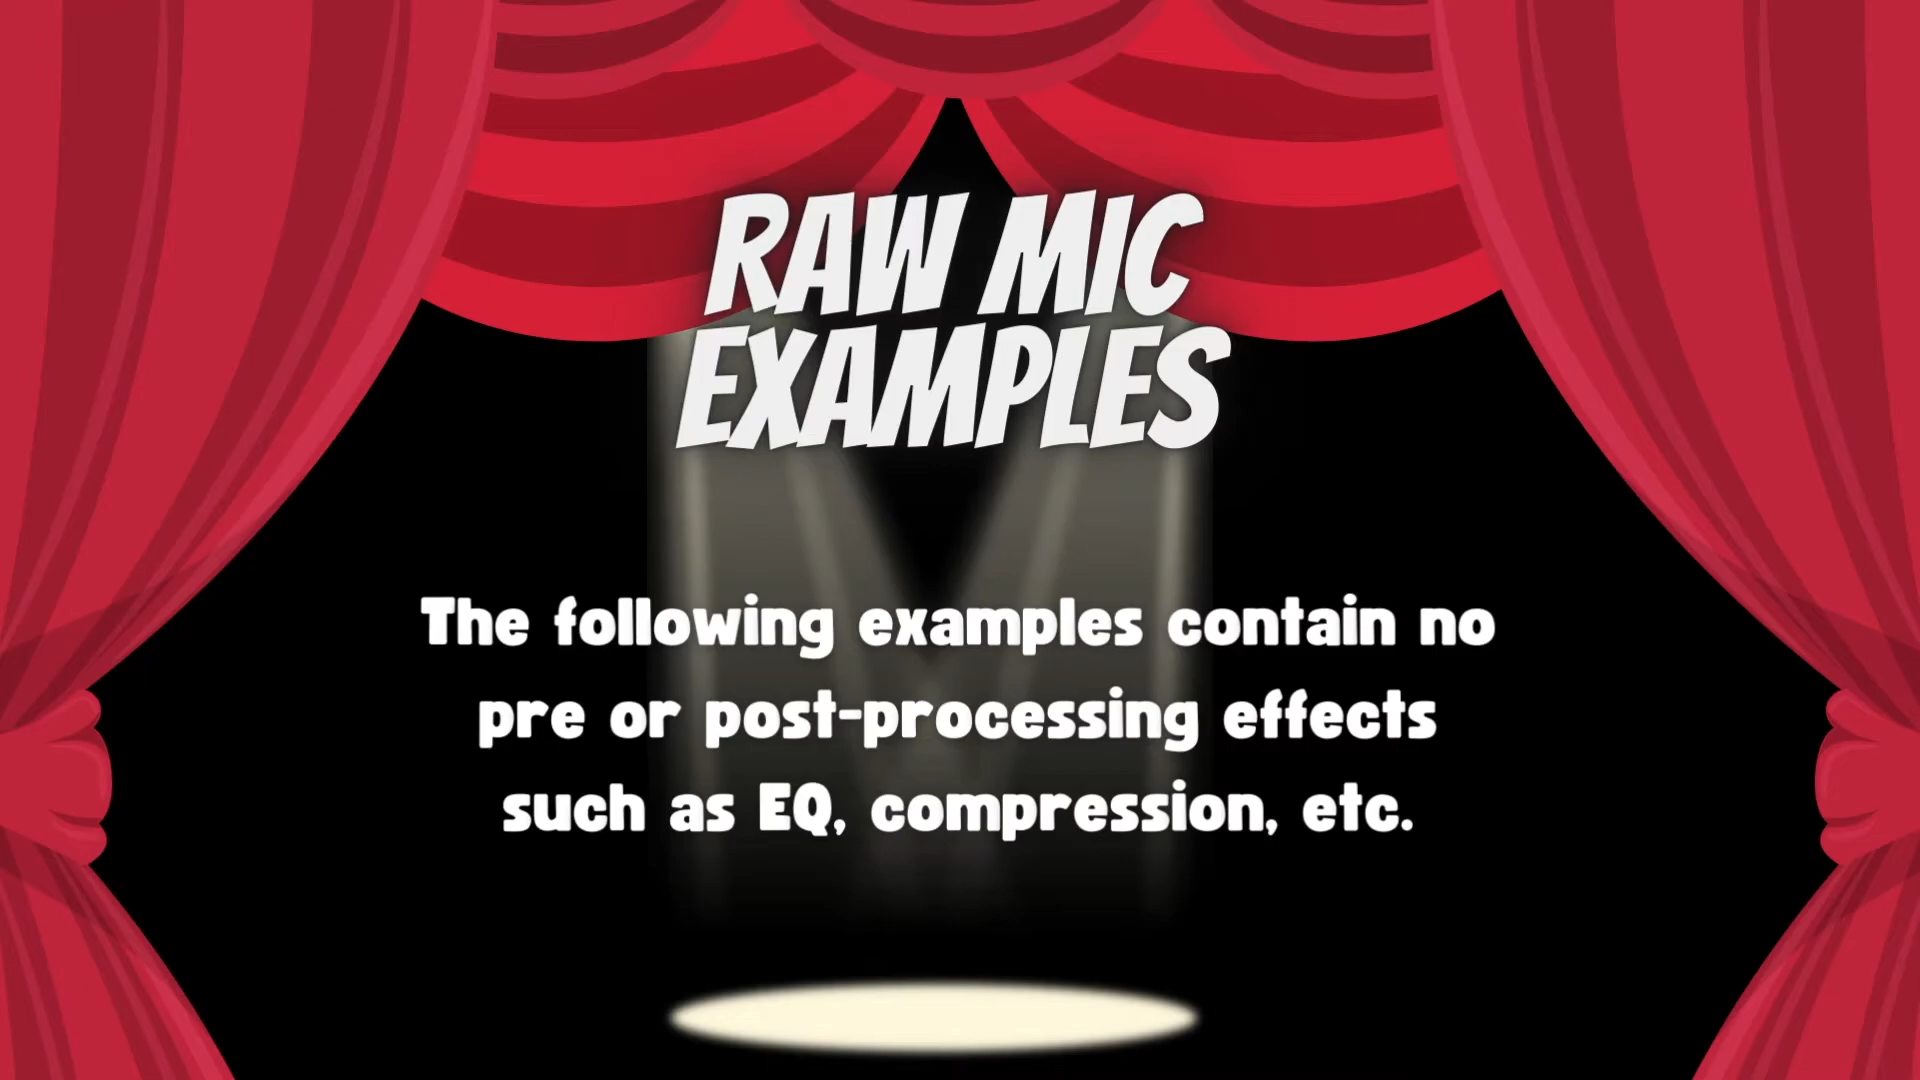 RAW MIC
EXAMPLES
The following examples contain no
pre or post-processing effects
such as EQ, compression, etc.